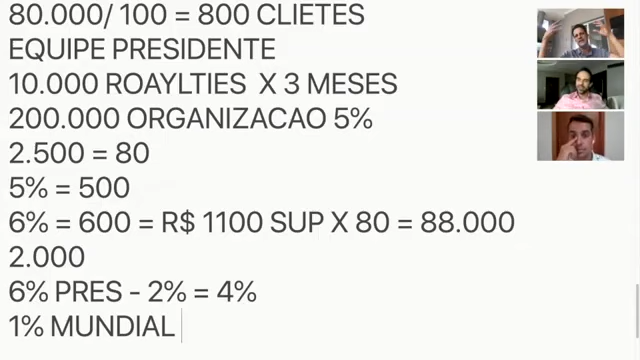 80.000/ 100 = 800 CLIETES
EQUIPE PRESIDENTE
10.000 ROAYLTIES X 3 MESES
200.000 ORGANIZACAO 5%
2.500 = 80
5% = 500
6% = 600 = R$ 1100 SUP X 80 = 88.000
2.000
6% PRES - 2% = 4%
1% MUNDIAL